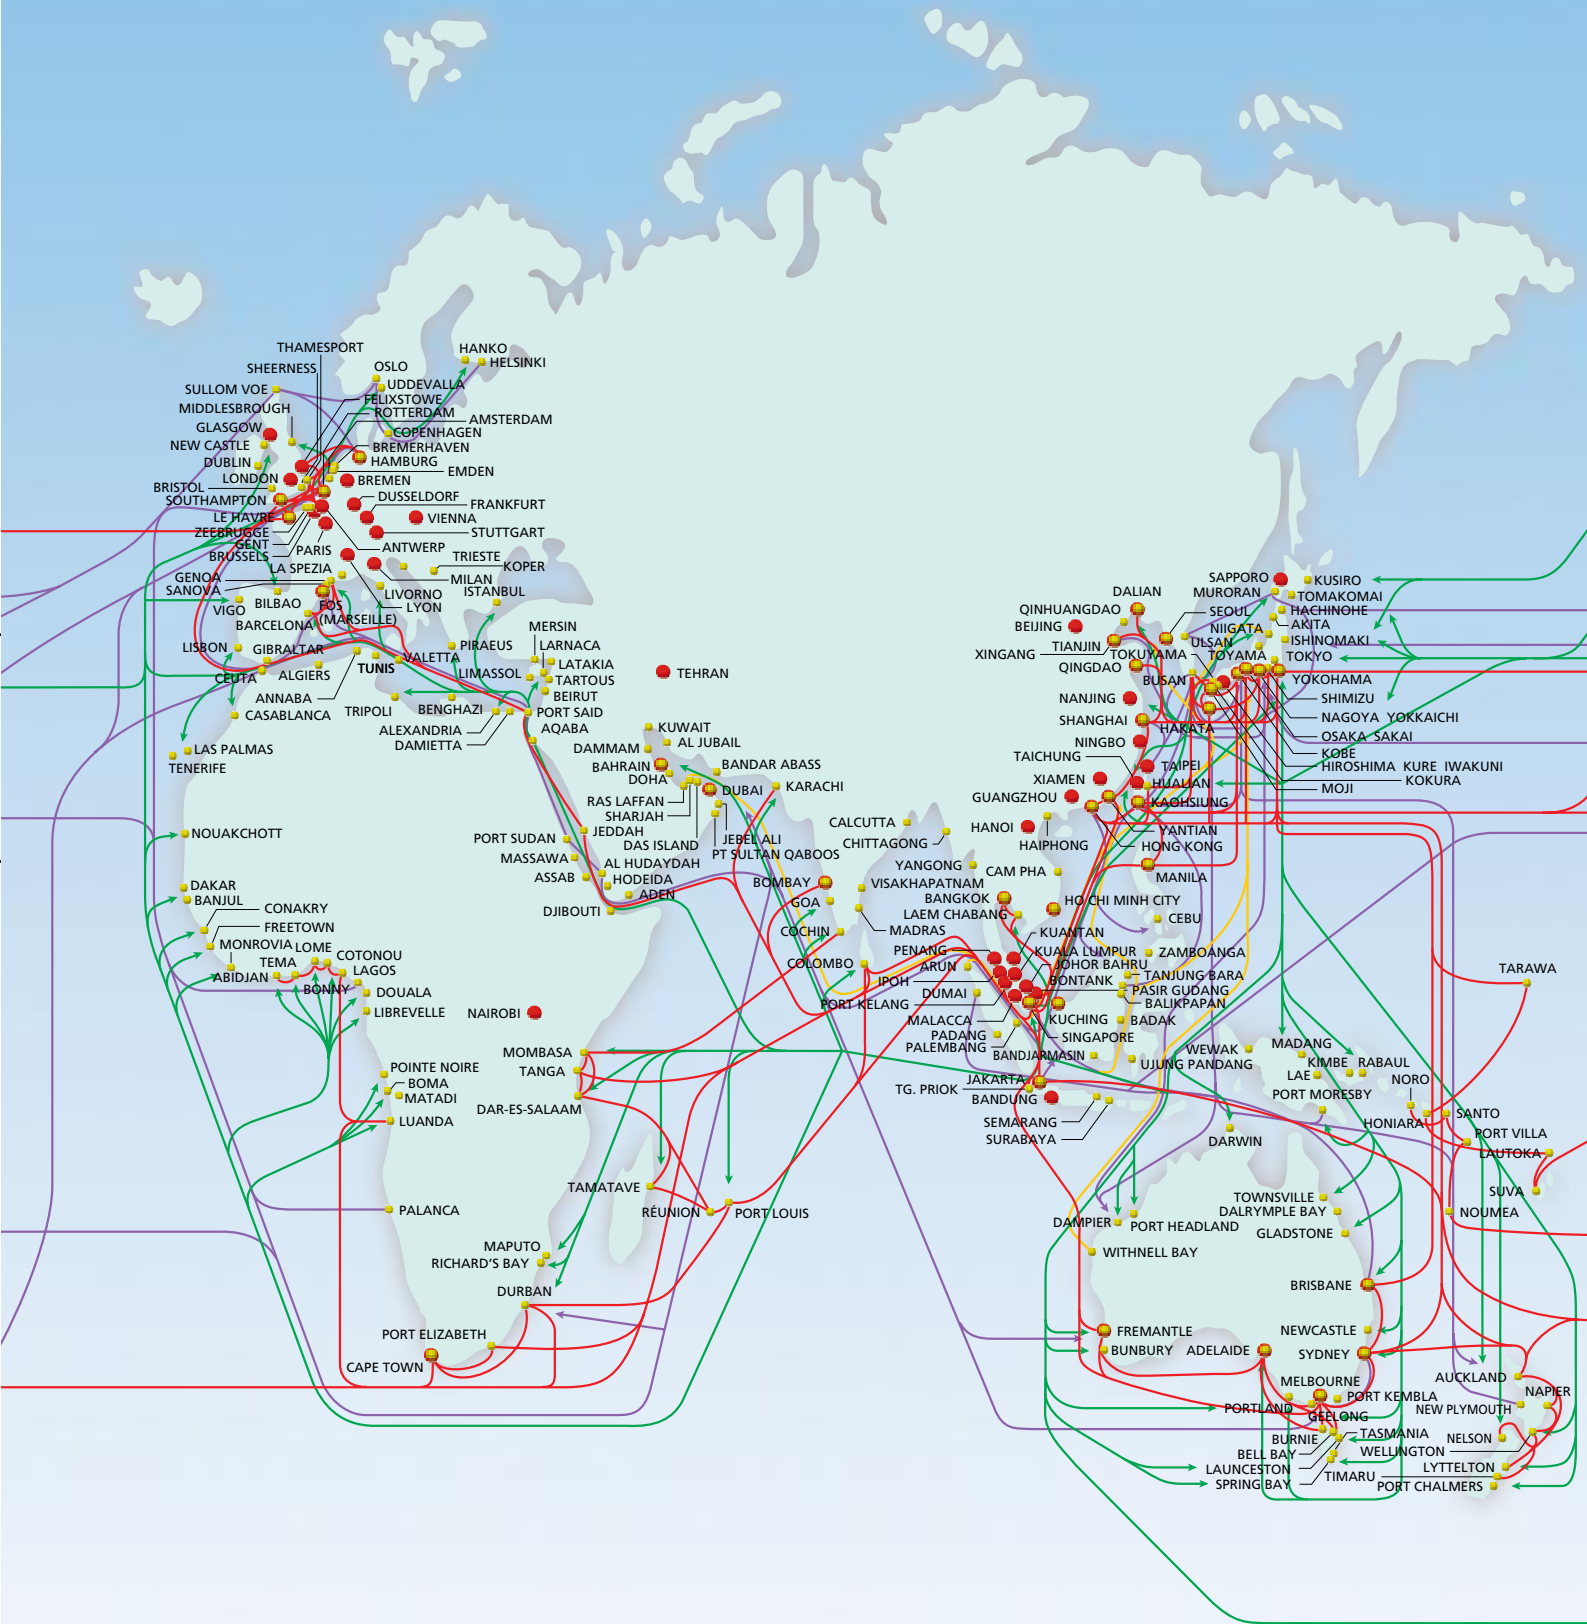 THAMESPORT
SHEERNESS
SULLOM VOE
MIDDLESBROUGH
GLASGOW
NEW CASTLE
DUBLIN
LONDON
BRISTOL
SOUTHAMPTON
LE HAVRE
ZEEBRUGGE
GENT
BRUSSELS
PARIS
OSLO
UDDEVALLA
FELIXSTOWE
ROTTERDAM
AMSTERDAM
COPENHAGEN
BREMERHAVEN
HAMBURG
EMDEN
BREMEN
DUSSELDORF
FRANKFURT
VIENNA
STUTTGART
ANTWERP
HANKO
HELSINKI
TRIESTE
KOPER
MILAN
ISTANBUL
LIVORNO
LYON
LA SPEZIA
GENOA
SANOVA
VIGO
BILBAO
FOS
(MARSEILLE)
BARCELONA
LISBON
GIBRALTAR
CEUTA
ALGIERS
TUNIS
VALETTA
PIRAEUS
ANNABA
CASABLANCA
TRIPOLI
BENGHAZI
ALEXANDRIA
DAMIETTA
LIMASSOL
MERSIN
LARNACA
LATAKIA
TARTOUS
BEIRUT
PORT SAID
AQABA
TEHRAN
LAS PALMAS
TENERIFE
KUWAIT
AL JUBAIL
DAMMAM
BAHRAIN
DOHA
BANDAR ABASS
DUBAI
KARACHI
RAS LAFFAN
SHARJAH
DAS ISLAND
JEBEL ALI
PT SULTAN QABOOS
NOUAKCHOTT
PORT SUDAN
JEDDAH
MASSAWA
AL HUDAYDAH
ASSAB
HODEIDA
ADEN
DJIBOUTI
DAKAR
BANJUL
CONAKRY
FREETOWN
MONROVIA
LOME
TEMA
COTONOU
ABIDJAN
LAGOS
BONNY
DOUALA
LIBREVELLE
NAIROBI
MOMBASA
TANGA
DAR-ES-SALAAM
POINTE NOIRE
BOMA
MATADI
LUANDA
PALANCA
TAMATAVE
RÉUNION
PORT LOUIS
MAPUTO
RICHARD'S BAY
DURBAN
PORT ELIZABETH
CAPE TOWN
CALCUTTA
CHITTAGONG
BOMBAY
GOA
VISAKHAPATNAM
MADRAS
COCHIN
COLOMBO
YANGONG
CAM PHA
BANGKOK
LAEM CHABANG
HO CHI MINH CITY
KUANTAN
PENANG
KUALA LUMPUR
ARUN
JOHOR BAHRU
IPOH
BONTANK
DUMAI
PORT KELANG
PASIR GUDANG
TANJUNG BARA
BALIKPAPAN
MALACCA
KUCHING
BADAK
PADANG
SINGAPORE
PALEMBANG
BANDJARMASIN
UJUNG PANDANG
JAKARTA
TG. PRIOK
BANDUNG
SEMARANG
SURABAYA
CEBU
ZAMBOANGA
MANILA
DALIAN
QINHUANGDAO
BEIJING
TIANJIN
XINGANG
QINGDAO
SEOUL
TOKUYAMA
ULSAN
BUSAN
NANJING
SHANGHAI
HAKATA
NINGBO
TAICHUNG
TAIPEI
XIAMEN
HUALIAN
GUANGZHOU
KAOHSIUNG
HANOI
HAIPHONG
YANTIAN
HONG KONG
SAPPORO
KUSIRO
MURORAN
TOMAKOMAI
HACHINOHE
AKITA
NIIGATA
ISHINOMAKI
TOYAMA
TOKYO
YOKOHAMA
SHIMIZU
NAGOYA YOKKAICHI
OSAKA SAKAI
KOBE
HIROSHIMA KURE IWAKUNI
KOKURA
MOJI
TARAWA
WEWAK
MADANG
KIMBE
RABAUL
LAE
NORO
PORT MORESBY
HONIARA
SANTO
PORT VILLA
LAUTOKA
SUVA
NOUMEA
DARWIN
DAMPIER
PORT HEADLAND
WITHNELL BAY
TOWNSVILLE
DALRYMPLE BAY
GLADSTONE
BRISBANE
NEWCASTLE
SYDNEY
FREMANTLE
BUNBURY
ADELAIDE
MELBOURNE
PORT KEMBLA
PORTLAND
GEELONG
BURNIE
TASMANIA
BELL BAY
LAUNCESTON
SPRING BAY
AUCKLAND
NAPIER
NEW PLYMOUTH
NELSON
WELLINGTON
LYTTELTON
TIMARU
PORT CHALMERS